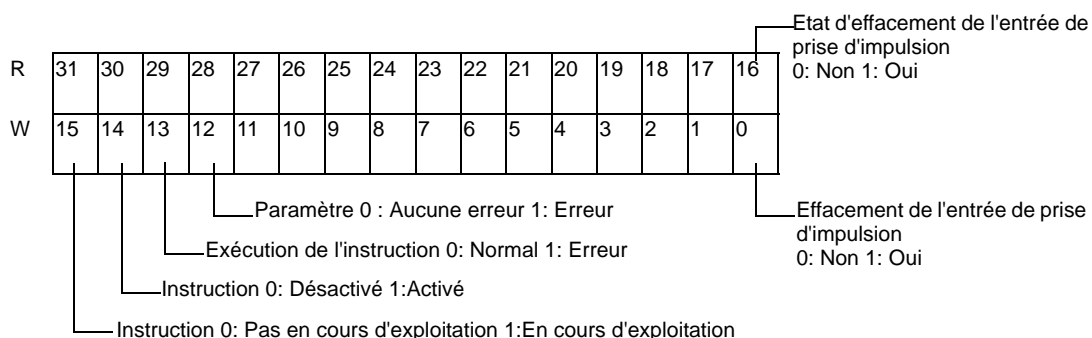 Etat d'effacement de l'entrée de
prise d'impulsion
0: Non 1: Oui
R 31 30 29 28 27 26 25 24 23 22 21 20 19 18 17 16
W 15 14 13 12 11 10 9 8 7 6 5 4 3 2 1 0
Paramètre 0 : Aucune erreur 1: Erreur
Effacement de l'entrée de prise
d'impulsion
0: Non 1: Oui
Exécution de l'instruction 0: Normal 1: Erreur
Instruction 0: Désactivé 1:Activé
Instruction 0: Pas en cours d'exploitation 1:En cours d'exploitation